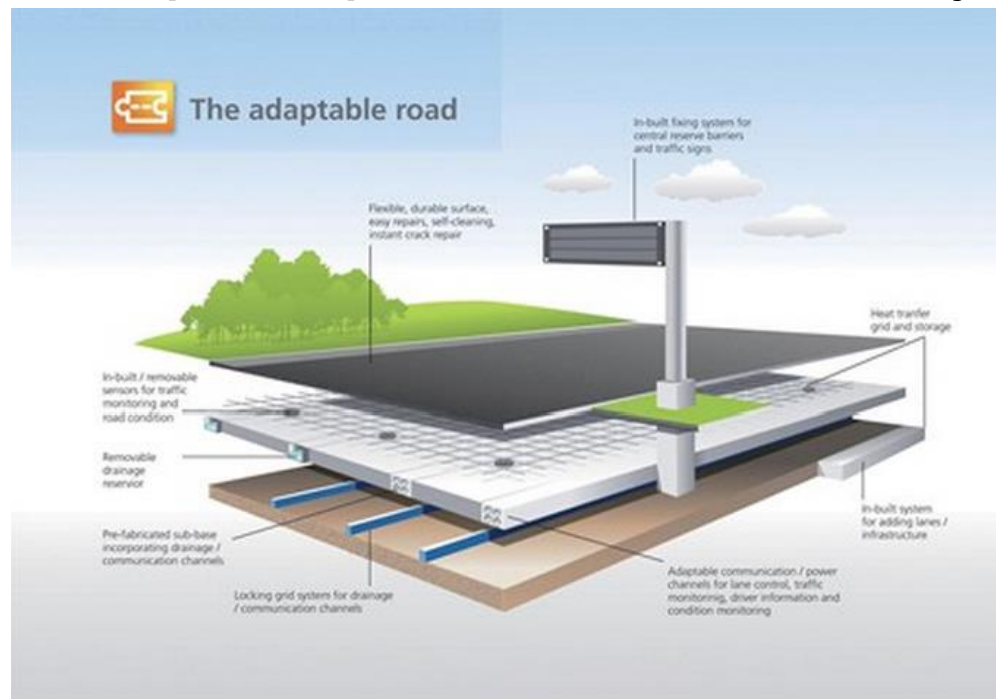 The adaptable road
In-built fixing system for
central reserve barriers
and traffic signs
Flexible, durable surface,
easy repairs, self-cleaning,
instant crack repair
Heat tranfer
grid and storage
In-built / removable
sensors for traffic
monitoring and
road condition
Removable
drainage
reservior
Pre-fabricated sub-base
incorporating drainage /
communication channels
Locking grid system for drainage
/ communication channels
Adaptable communication / power
channels for lane control, traffic
monitornig, driver information and
condition monitoring
In-built system
for adding lanes /
infrastructure